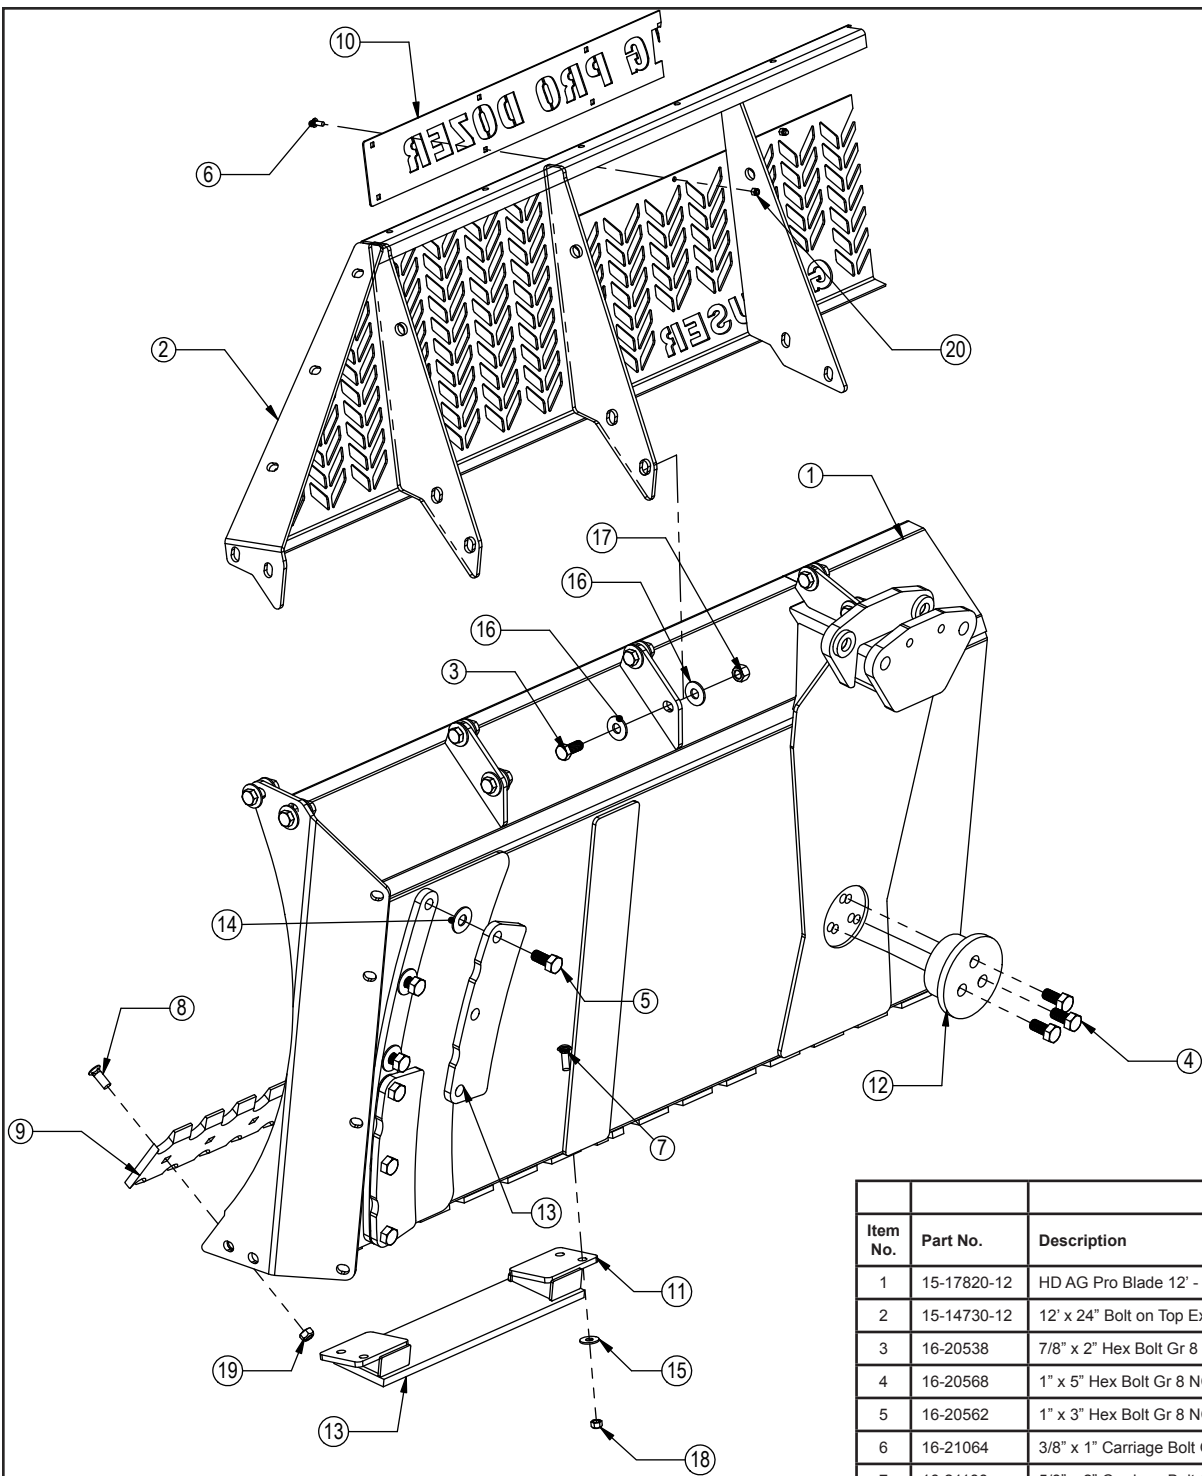 10
6
2
20
1
17
16
16
3
14
5
8
4
12
9
7
13
11
19
15
13
18
Item No.
Part No.
Description
1 15-17820-12 HD AG Pro Blade 12' -
2 15-14730-12 12' x 24" Bolt on Top
3 16-20538 7/8" x 2" Hex Bolt Gr 8
4 16-20568 1" x 5" Hex Bolt Gr 8
5 16-20562 1" x 3" Hex Bolt Gr 8
6 16-21064 3/8" x 1" Carriage Bolt